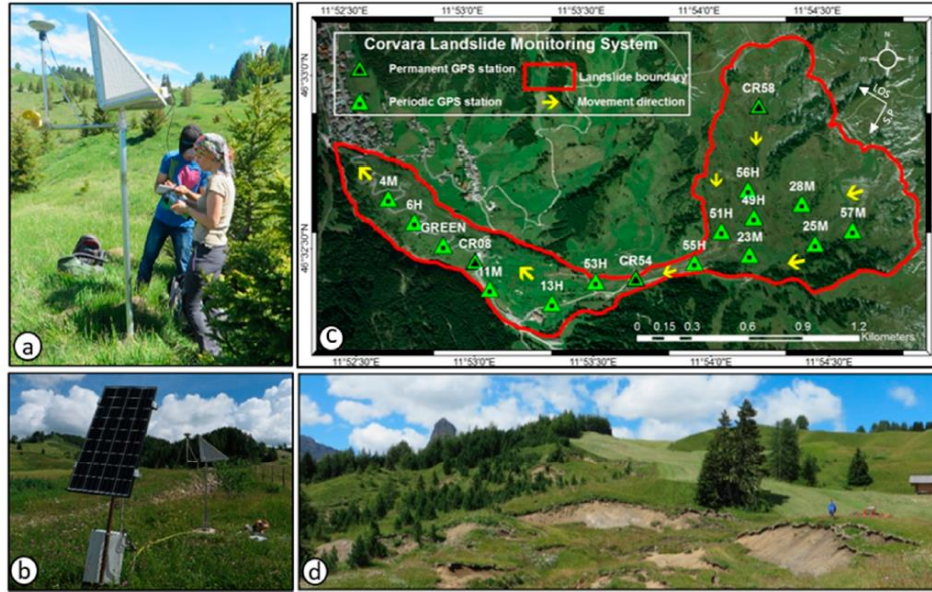 a
b
c
d
11°52'30"E 11°53'0"E 11°53'30"E 11°54'0"E 11°54'30"E
Corvara Landslide Monitoring System
Permanent GPS station
Landslide boundary
Periodic GPS station
Movement direction
N
W E
S
LOS
CR58
4M
56H
6H
49H
28M
GREEN
51H
57M
CR08
23M
25M
11M
53H
CR54
55H
13H
0 0.15 0.3 0.6 0.9 1.2
Kilometers
11°52'30"E 11°53'0"E 11°53'30"E 11°54'0"E 11°54'30"E